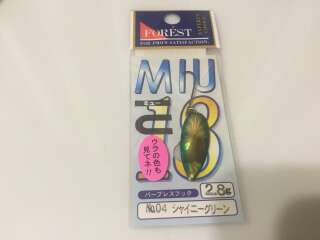 FOREST
FOR PRO'S SATISFACTION.
MIU
ミュー
ウラの色も
見てネ!!
バーブレスフック
2.8g
No.04 シャイニーグリーン